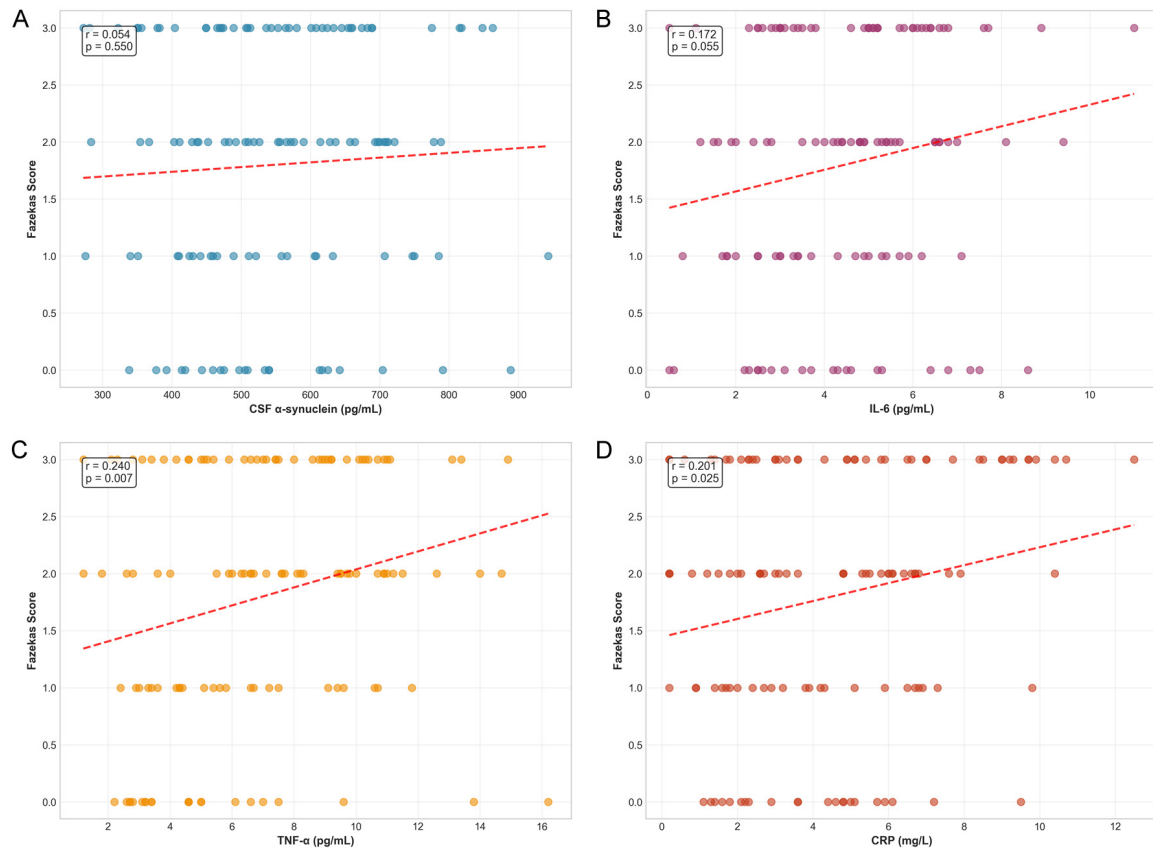 A
r = 0.054
p = 0.550
3.0
2.5
2.0
1.5
1.0
0.5
0.0
Fazekas Score
300 400 500 600 700 800 900
CSF α-synuclein (pg/mL)
B
r = 0.172
p = 0.055
3.0
2.5
2.0
1.5
1.0
0.5
0.0
Fazekas Score
0 2 4 6 8 10
IL-6 (pg/mL)
C
r = 0.240
p = 0.007
3.0
2.5
2.0
1.5
1.0
0.5
0.0
Fazekas Score
2 4 6 8 10 12 14 16
TNF-α (pg/mL)
D
r = 0.201
p = 0.025
3.0
2.5
2.0
1.5
1.0
0.5
0.0
Fazekas Score
0 2 4 6 8 10 12
CRP (mg/L)